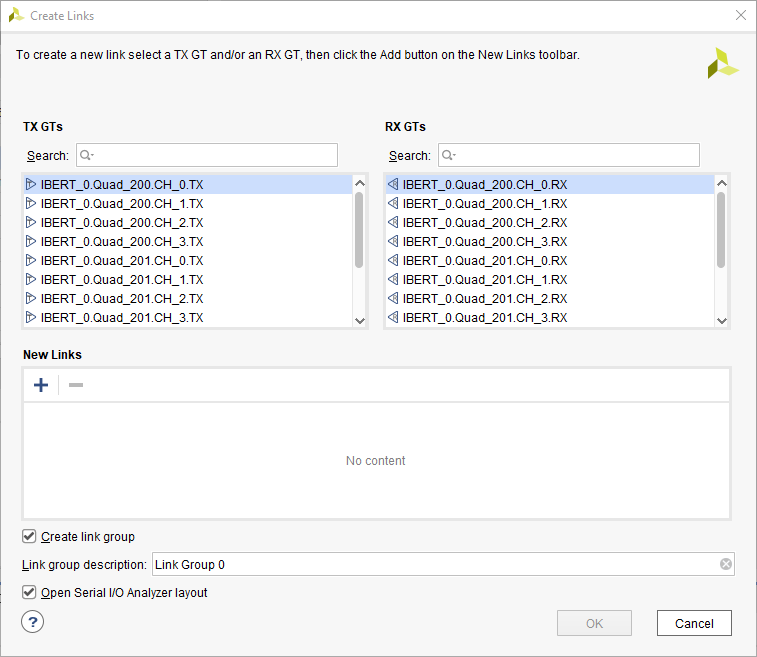 Create Links
To create a new link select a TX GT and/or an RX GT, then click the Add button on the New Links toolbar.
TX GTs
Search:
IBERT_0.Quad_200.CH_0.TX
IBERT_0.Quad_200.CH_1.TX
IBERT_0.Quad_200.CH_2.TX
IBERT_0.Quad_200.CH_3.TX
IBERT_0.Quad_201.CH_0.TX
IBERT_0.Quad_201.CH_1.TX
IBERT_0.Quad_201.CH_2.TX
IBERT_0.Quad_201.CH_3.TX
RX GTs
Search:
IBERT_0.Quad_200.CH_0.RX
IBERT_0.Quad_200.CH_1.RX
IBERT_0.Quad_200.CH_2.RX
IBERT_0.Quad_200.CH_3.RX
IBERT_0.Quad_201.CH_0.RX
IBERT_0.Quad_201.CH_1.RX
IBERT_0.Quad_201.CH_2.RX
IBERT_0.Quad_201.CH_3.RX
New Links
No content
Create link group
Link group description: Link Group 0
Open Serial I/O Analyzer layout
?
OK
Cancel